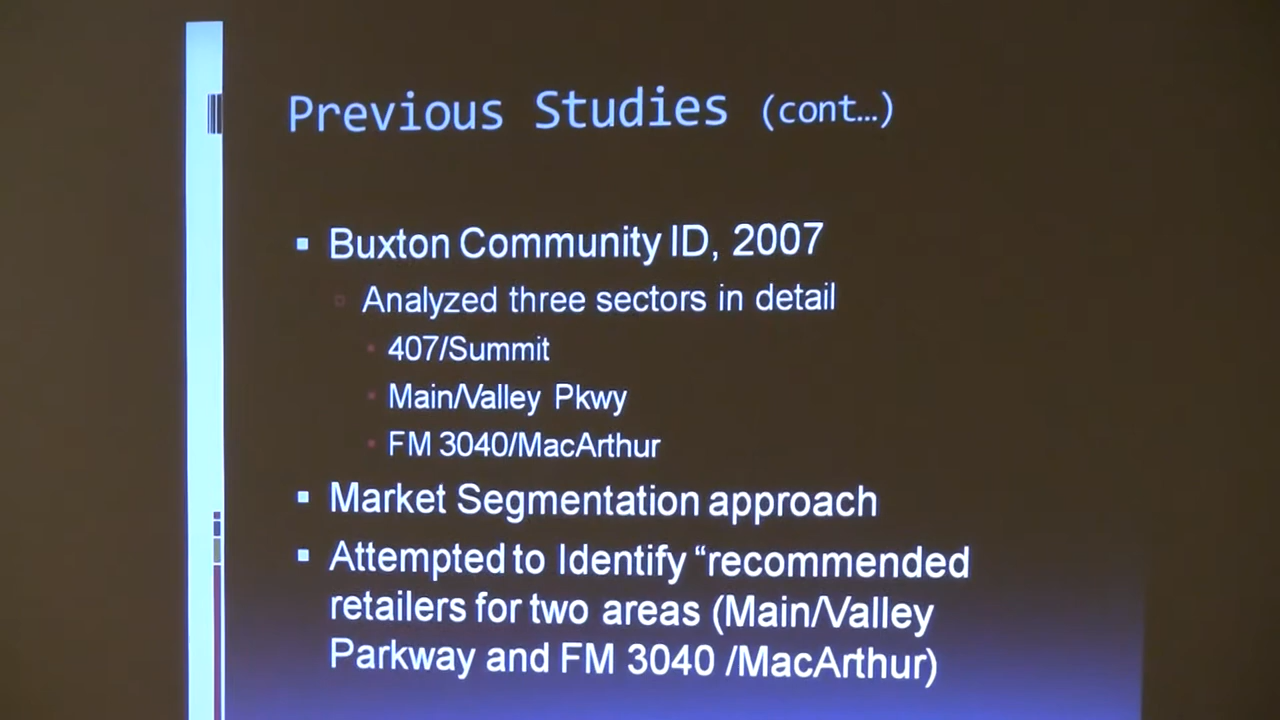 Previous Studies (cont…)
Buxton Community ID, 2007
Analyzed three sectors in detail
407/Summit
Main/Valley Pkwy
FM 3040/MacArthur
Market Segmentation approach
Attempted to Identify “recommended
retailers for two areas (Main/Valley
Parkway and FM 3040 /MacArthur)